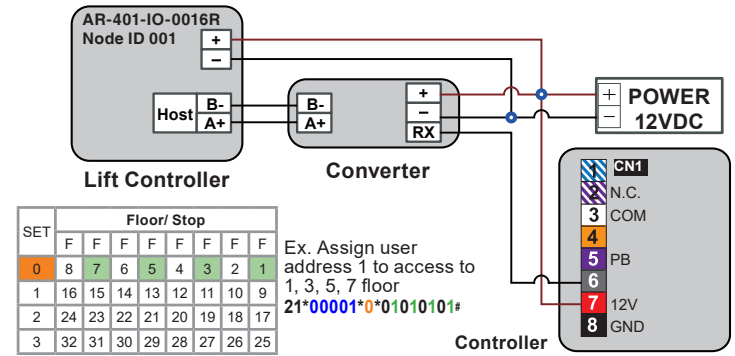 AR-401-IO-0016R
Node ID 001
+
−
Host
B-
A+
Lift Controller
B-
A+
+
−
RX
Converter
+
−
POWER
12VDC
1 CN1
2 N.C.
3 COM
4
5 PB
6
7 12V
8 GND
Controller
SET Floor/ Stop
F F F F F F F F
0 8 7 6 5 4 3 2 1
1 16 15 14 13 12 11 10 9
2 24 23 22 21 20 19 18 17
3 32 31 30 29 28 27 26 25
Ex. Assign user
address 1 to access to
1, 3, 5, 7 floor
21*00001*0*01010101#